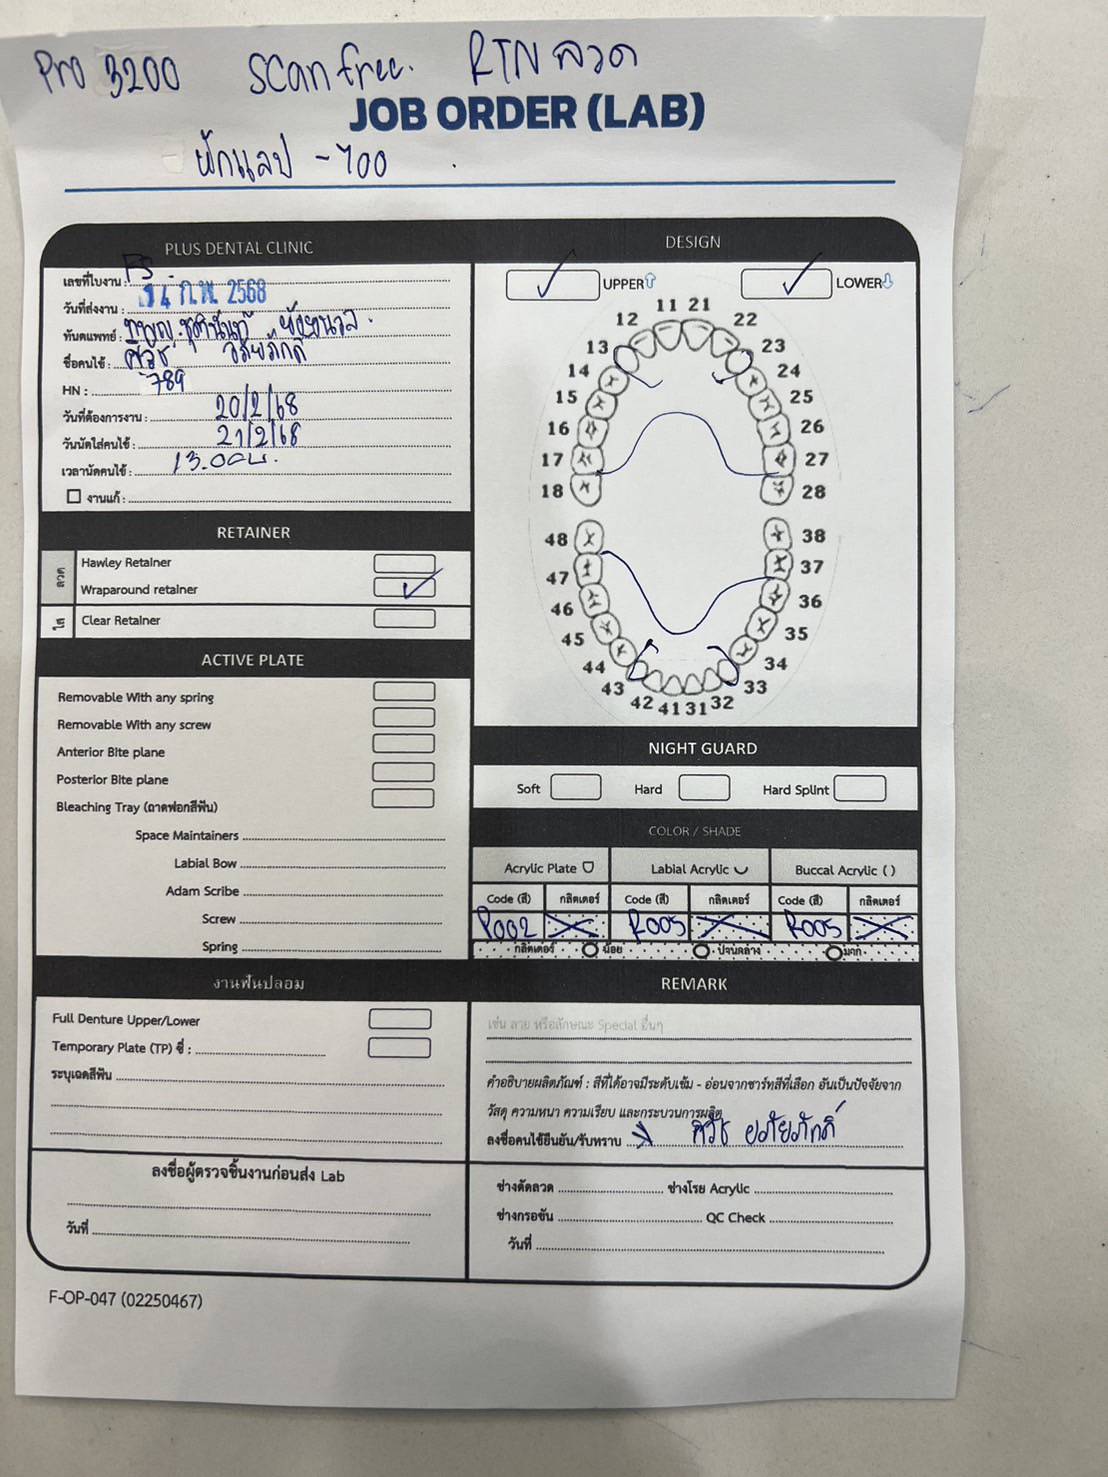 Pro 3200 scan free. RTN ลวด
JOB ORDER (LAB)
หักแลป -700
PLUS DENTAL CLINIC
เลขที่ใบงาน : FS
วันที่ส่งงาน : 14 ก.พ. 2568
ทันตแพทย์ :
ชื่อคนไข้ : ศิวัช อภัยภักดิ์
HN : 789
วันที่ต้องการงาน : 20/2/68
วันนัดใส่คนไข้ : 21/2/68
เวลานัดคนไข้ : 13.00น.
งานแก้ :
RETAINER
ลวด
Hawley Retainer
Wraparound retainer
ใส
Clear Retainer
ACTIVE PLATE
Removable With any spring
Removable With any screw
Anterior Bite plane
Posterior Bite plane
Bleaching Tray (ถาดฟอกสีฟัน)
Space Maintainers
Labial Bow
Adam Scribe
Screw
Spring
งานฟันปลอม
Full Denture Upper/Lower
Temporary Plate (TP) ซี่ :
ระบุเฉดสีฟัน
ลงชื่อผู้ตรวจชิ้นงานก่อนส่ง Lab
วันที่
DESIGN
UPPER LOWER
11 21
12 22
13 23
14 24
15 25
16 26
17 27
18 28
48 38
47 37
46 36
45 35
44 34
43 33
42 41 31 32
NIGHT GUARD
Soft Hard Hard Splint
COLOR / SHADE
Acrylic Plate Labial Acrylic Buccal Acrylic ( )
Code (สี) กลิตเตอร์ Code (สี) กลิตเตอร์ Code (สี) กลิตเตอร์
P002 R005 R005
กลิตเตอร์ น้อย ปานกลาง มาก
REMARK
เช่น ลาย หรือลักษณะ Special อื่นๆ
คำอธิบายผลิตภัณฑ์ : สีที่ได้อาจมีระดับเข้ม - อ่อนจากชาร์ทสีที่เลือก อันเป็นปัจจัยจาก
วัสดุ ความหนา ความเรียบ และกระบวนการผลิต
ลงชื่อคนไข้ยืนยัน/รับทราบ ศิวัช อภัยภักดิ์
ช่างดัดลวด ช่างโรย Acrylic
ช่างกรอขัน QC Check
วันที่
F-OP-047 (02250467)